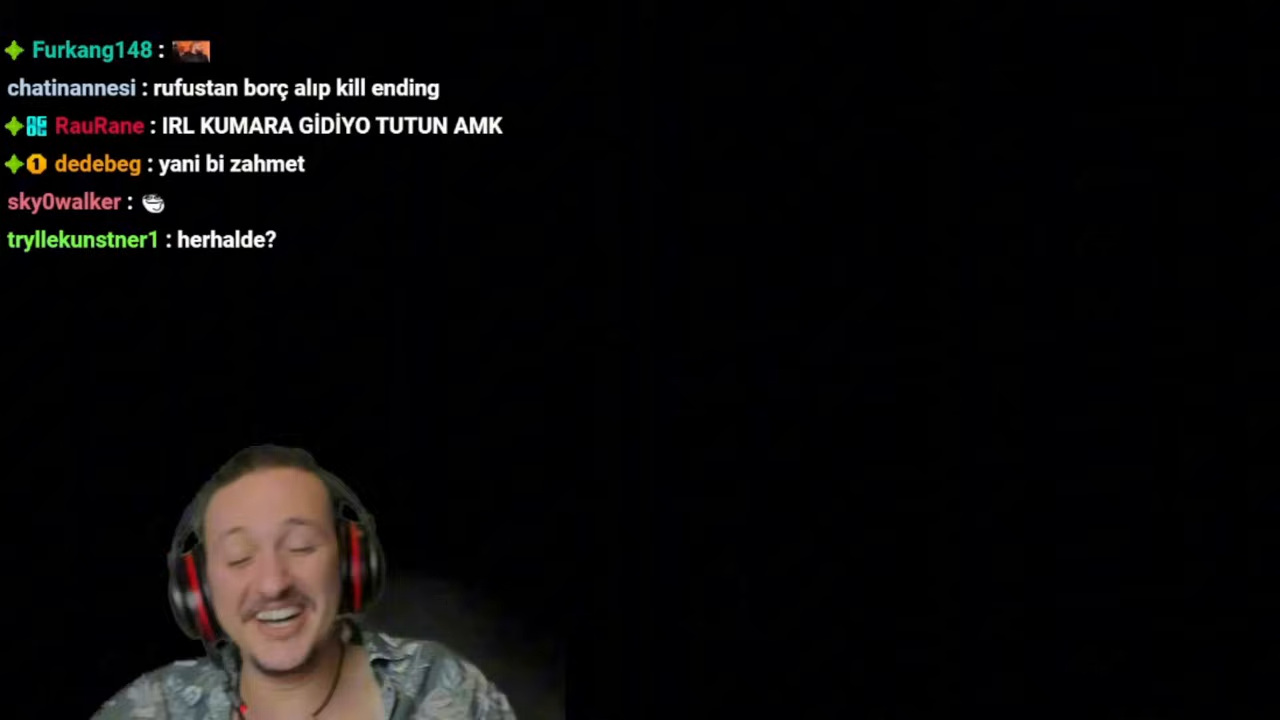 Furkang148 :
chatinannesi : rufustan borç alıp kill ending
RauRane : IRL KUMARA GİDİYO TUTUN AMK
1 dedebeg : yani bi zahmet
sky0walker :
tryllekunstner1 : herhalde?